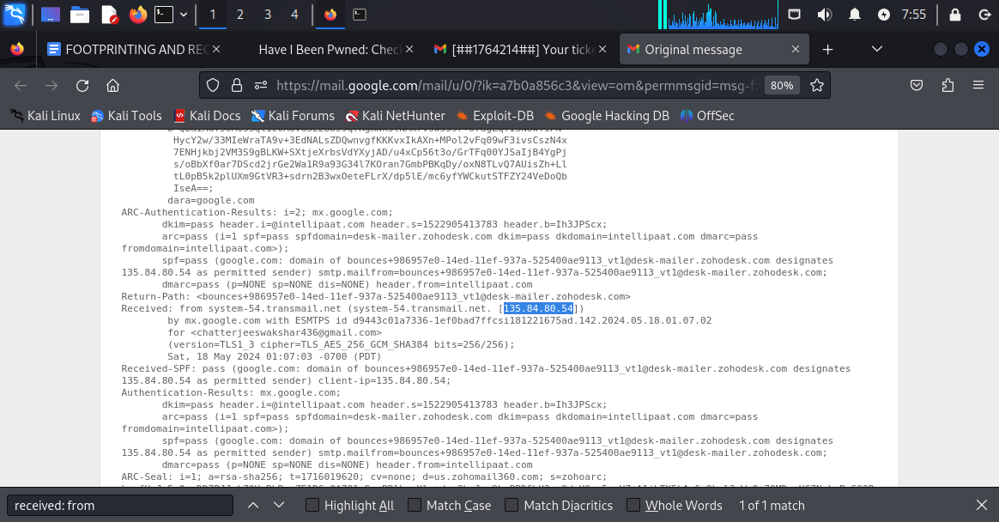 1 2 3 4 7:55
FOOTPRINTING AND REC Have I Been Pwned: Chec [##1764214##] Your ticke Original message
https://mail.google.com/mail/u/0/?ik=a7b0a856c3&view=om&permmsgid=msg-f 80%
Kali Linux Kali Tools Kali Docs Kali Forums Kali NetHunter Exploit-DB Google Hacking DB OffSec
HycY2w/33MIeWraTA9v+3EdNALsZDQwnvgfKKKvxIkAXn+MPol2vFq09wF3ivsCszN4x
7ENHjkbj2VM3S9gBLKW+SXtjeXrbsVdYXyjAD/u4xCp56t3o/GrTFq00YJSaIjB4YgPj
s/oBbXf0ar7DScd2jrGe2Wa1R9a93G34l7KOran7GmbPBKqDy/oxN8TLvQ7AUisZh+Ll
tL0pB5k2plUXm9GtVR3+sdrn2B3wxOeteFLrX/dp5lE/mc6yfYWCkutSTFZY24VeDoQb
IseA==;
dara=google.com
ARC-Authentication-Results: i=2; mx.google.com;
dkim=pass header.i=@intellipaat.com header.s=1522905413783 header.b=Ih3JPScx;
arc=pass (i=1 spf=pass spfdomain=desk-mailer.zohodesk.com dkim=pass dkdomain=intellipaat.com dmarc=pass
fromdomain=intellipaat.com>);
spf=pass (google.com: domain of bounces+986957e0-14ed-11ef-937a-525400ae9113_vt1@desk-mailer.zohodesk.com designates
135.84.80.54 as permitted sender) smtp.mailfrom=bounces+986957e0-14ed-11ef-937a-525400ae9113_vt1@desk-mailer.zohodesk.com;
dmarc=pass (p=NONE sp=NONE dis=NONE) header.from=intellipaat.com
Return-Path: <bounces+986957e0-14ed-11ef-937a-525400ae9113_vt1@desk-mailer.zohodesk.com>
Received: from system-54.transmail.net (system-54.transmail.net. [135.84.80.54])
by mx.google.com with ESMTPS id d9443c01a7336-1ef0bad7ffcsi181221675ad.142.2024.05.18.01.07.02
for <chatterjeeswakshar436@gmail.com>
(version=TLS1_3 cipher=TLS_AES_256_GCM_SHA384 bits=256/256);
Sat, 18 May 2024 01:07:03 -0700 (PDT)
Received-SPF: pass (google.com: domain of bounces+986957e0-14ed-11ef-937a-525400ae9113_vt1@desk-mailer.zohodesk.com designates
135.84.80.54 as permitted sender) client-ip=135.84.80.54;
Authentication-Results: mx.google.com;
dkim=pass header.i=@intellipaat.com header.s=1522905413783 header.b=Ih3JPScx;
arc=pass (i=1 spf=pass spfdomain=desk-mailer.zohodesk.com dkim=pass dkdomain=intellipaat.com dmarc=pass
fromdomain=intellipaat.com>);
spf=pass (google.com: domain of bounces+986957e0-14ed-11ef-937a-525400ae9113_vt1@desk-mailer.zohodesk.com designates
135.84.80.54 as permitted sender) smtp.mailfrom=bounces+986957e0-14ed-11ef-937a-525400ae9113_vt1@desk-mailer.zohodesk.com;
dmarc=pass (p=NONE sp=NONE dis=NONE) header.from=intellipaat.com
ARC-Seal: i=1; a=rsa-sha256; t=1716019620; cv=none; d=us.zohomail360.com; s=zohoarc;
received: from Highlight All Match Case Match Diacritics Whole Words 1 of 1 match